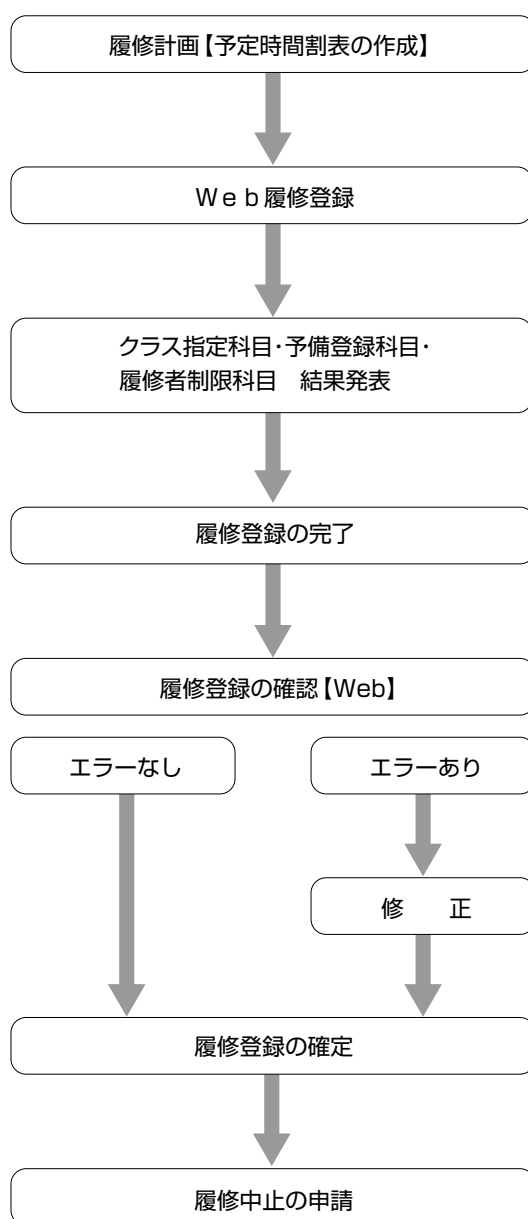 履修計画【予定時間割表の作成】
Ｗｅｂ履修登録
クラス指定科目・予備登録科目・
履修者制限科目　結果発表
履修登録の完了
履修登録の確認【Web】
エラーなし
エラーあり
修　　正
履修登録の確定
履修中止の申請